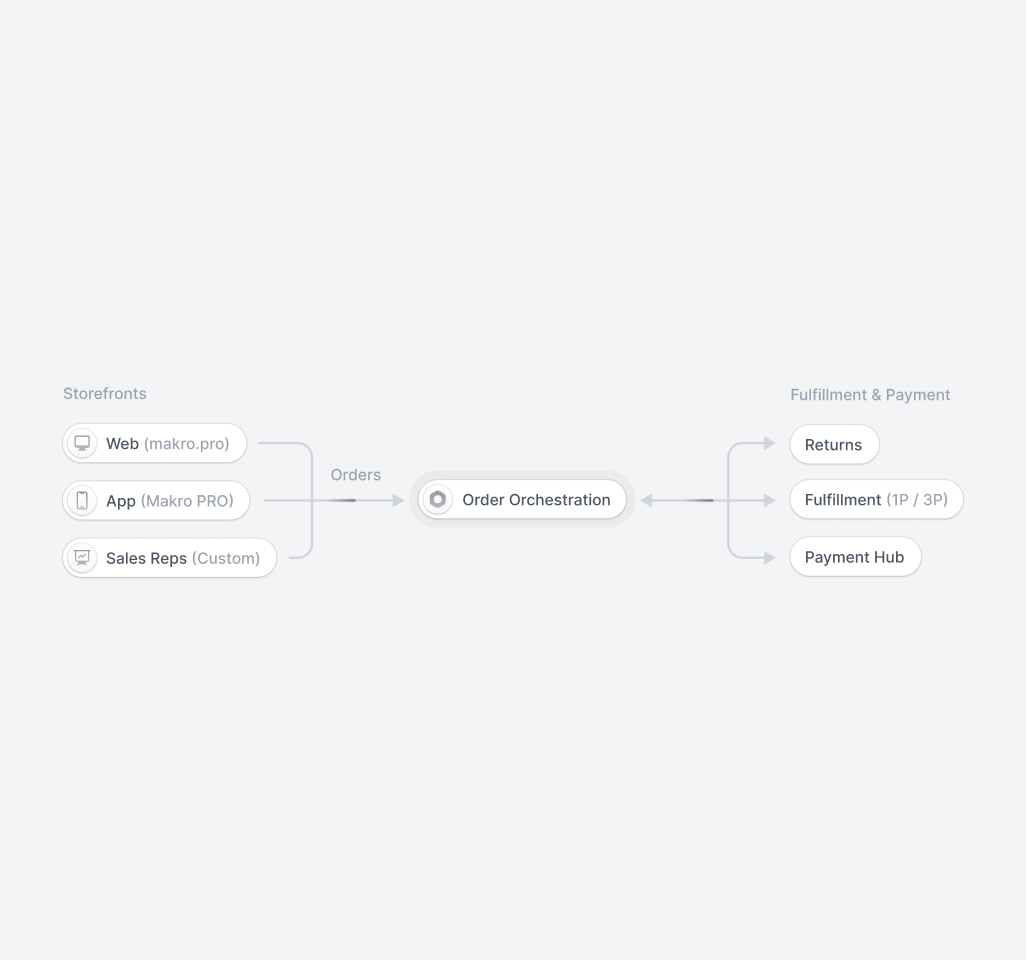 Storefronts
Web (makro.pro)
App (Makro PRO)
Sales Reps (Custom)
Orders
Order Orchestration
Fulfillment & Payment
Returns
Fulfillment (1P / 3P)
Payment Hub